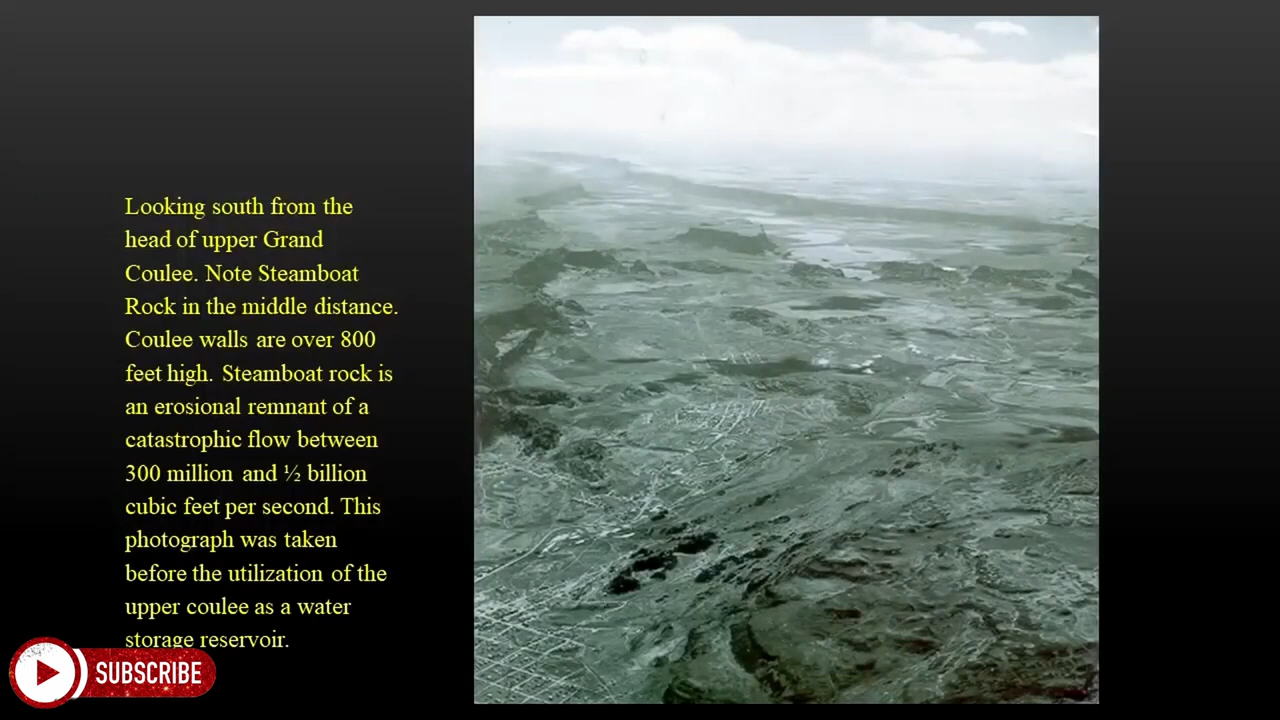 Looking south from the
head of upper Grand
Coulee. Note Steamboat
Rock in the middle distance.
Coulee walls are over 800
feet high. Steamboat rock is
an erosional remnant of a
catastrophic flow between
300 million and ½ billion
cubic feet per second. This
photograph was taken
before the utilization of the
upper coulee as a water
storage reservoir.
SUBSCRIBE